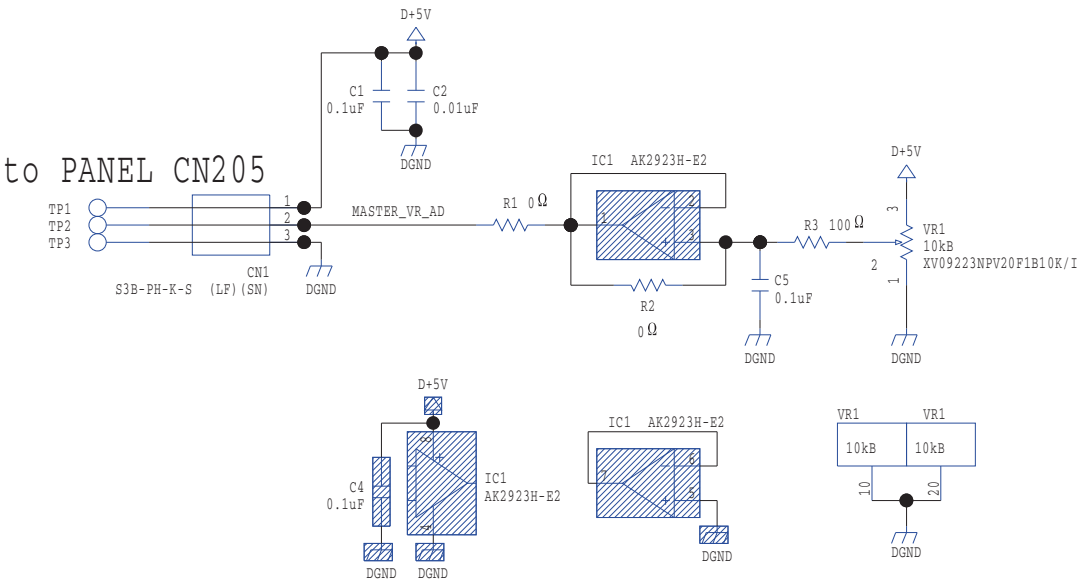 D+5V
C1
0.1uF
C2
0.01uF
DGND
to PANEL CN205
TP1
TP2
TP3
1
2
3
CN1
S3B-PH-K-S (LF)(SN)
DGND
MASTER_VR_AD
R1 0Ω
IC1 AK2923H-E2
1
2
-
3
+
R2
0Ω
C5
0.1uF
DGND
R3 100Ω
D+5V
3
2
1
VR1
10kB
XV09223NPV20F1B10K/I
DGND
D+5V
C4
0.1uF
8
+
4
IC1
AK2923H-E2
DGND
DGND
IC1 AK2923H-E2
7
6
-
5
+
DGND
VR1
VR1
10kB
10kB
10
20
DGND